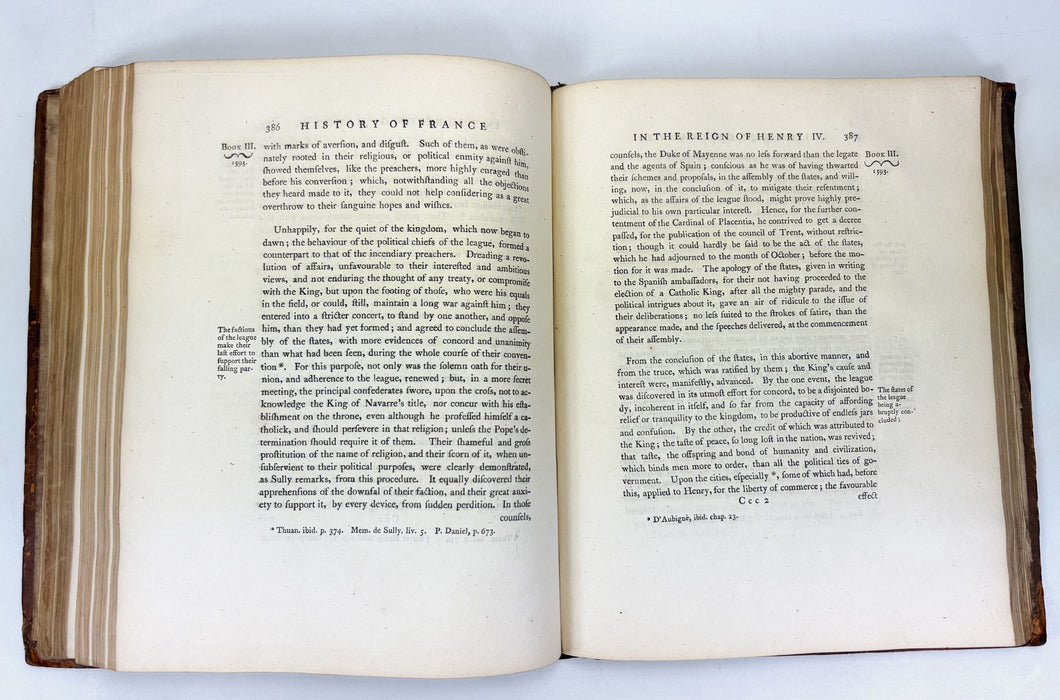 386 HISTORY OF FRANCE
Book III.
1593.
with marks of averſion, and diſguſt. Such of them, as were obſti-
nately rooted in their religious, or political enmity againſt him,
ſhowed themſelves, like the preachers, more highly enraged than
before his converſion; which, notwithſtanding all the objections
they heard made to it, they could not help conſidering as a great
overthrow to their ſanguine hopes and wiſhes.
Unhappily, for the quiet of the kingdom, which now began to
dawn; the behaviour of the political chiefs of the league, formed a
counterpart to that of the incendiary preachers. Dreading a revo-
lution of affairs, unfavourable to their intereſted and ambitious
views, and not enduring the thought of any treaty, or compromiſe
with the King, but upon the footing of thoſe, who were his equals
in the field, or could, ſtill, maintain a long war againſt him; they
entered into a ſtricter concert, to ſtand by one another, and oppoſe
The factions
of the league
make their
laſt effort to
ſupport their
falling par-
ty.
him, than they had yet formed; and agreed to conclude the aſſem-
bly of the ſtates, with more evidences of concord and unanimity
than what had been ſeen, during the whole courſe of their conven-
tion *. For this purpoſe, not only was the ſolemn oath for their u-
nion, and adherence to the league, renewed; but, in a more ſecret
meeting, the principal confederates ſwore, upon the croſs, not to ac-
knowledge the King of Navarre's title, nor concur with his eſta-
bliſhment on the throne, even although he profeſſed himſelf a ca-
tholick, and ſhould perſevere in that religion; unleſs the Pope's de-
termination ſhould require it of them. Their ſhameful and groſs
proſtitution of the name of religion, and their ſcorn of it, when un-
ſubſervient to their political purpoſes, were clearly demonſtrated,
as Sully remarks, from this procedure. It equally diſcovered their
apprehenſions of the downfal of their faction, and their great anxi-
ety to ſupport it, by every device, from ſudden perdition. In thoſe
counſels,
* Thuan. ibid. p. 374. Mem. de Sully. liv. 5. P. Daniel, p. 673.
IN THE REIGN OF HENRY IV. 387
Book III.
1593.
counſels, the Duke of Mayenne was no leſs forward than the legate
and the agents of Spain; conſcious as he was of having thwarted
their ſchemes and propoſals, in the aſſembly of the ſtates, and will-
ing, now, in the concluſion of it, to mitigate their reſentment;
which, as the affairs of the league ſtood, might prove highly pre-
judicial to his own particular intereſt. Hence, for the further con-
tentment of the Cardinal of Placentia, he contrived to get a decree
paſſed, for the publication of the council of Trent, without reſtric-
tion; though it could hardly be ſaid to be the act of the ſtates,
which he had adjourned to the month of October; before the mo-
tion for it was made. The apology of the ſtates, given in writing
to the Spaniſh ambaſſadors, for their not having proceeded to the
election of a Catholic King, after all the mighty parade, and the
political intrigues about it, gave an air of ridicule to the iſſue of
their deliberations; no leſs ſuited to the ſtrokes of ſatire, than the
appearance made, and the ſpeeches delivered, at the commencement
of their aſſembly.
From the concluſion of the ſtates, in this abortive manner, and
from the truce, which was ratified by them; the King's cauſe and
intereſt were, manifeſtly, advanced. By the one event, the league
was diſcovered in its utmoſt effort for concord, to be a disjointed bo-
dy, incoherent in itſelf, and ſo far from the capacity of affording
relief or tranquility to the kingdom, to be productive of endleſs jars
and confuſion. By the other, the credit of which was attributed to
The ſtates of
the league
being a-
bruptly con-
cluded;
the King; the taſte of peace, ſo long loſt in the nation, was revived;
that taſte, the offspring and bond of humanity and civilization,
which binds men more to order, than all the political ties of go-
vernment. Upon the cities, eſpecially *, ſome of which had, before
this, applied to Henry, for the liberty of commerce; the favourable
Ccc 2 effect
* D'Aubigné, ibid. chap. 23.